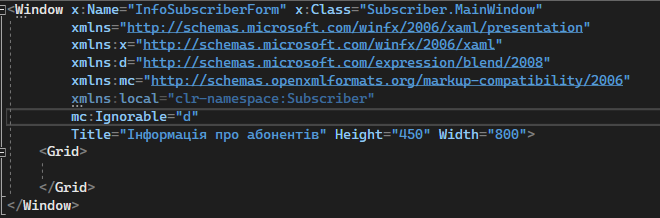 <Window x:Name="InfoSubscriberForm" x:Class="Subscriber.MainWindow"
xmlns="http://schemas.microsoft.com/winfx/2006/xaml/presentation"
xmlns:x="http://schemas.microsoft.com/winfx/2006/xaml"
xmlns:d="http://schemas.microsoft.com/expression/blend/2008"
xmlns:mc="http://schemas.openxmlformats.org/markup-compatibility/2006"
xmlns:local="clr-namespace:Subscriber"
mc:Ignorable="d"
Title="Інформація про абонентів" Height="450" Width="800">
<Grid>
</Grid>
</Window>